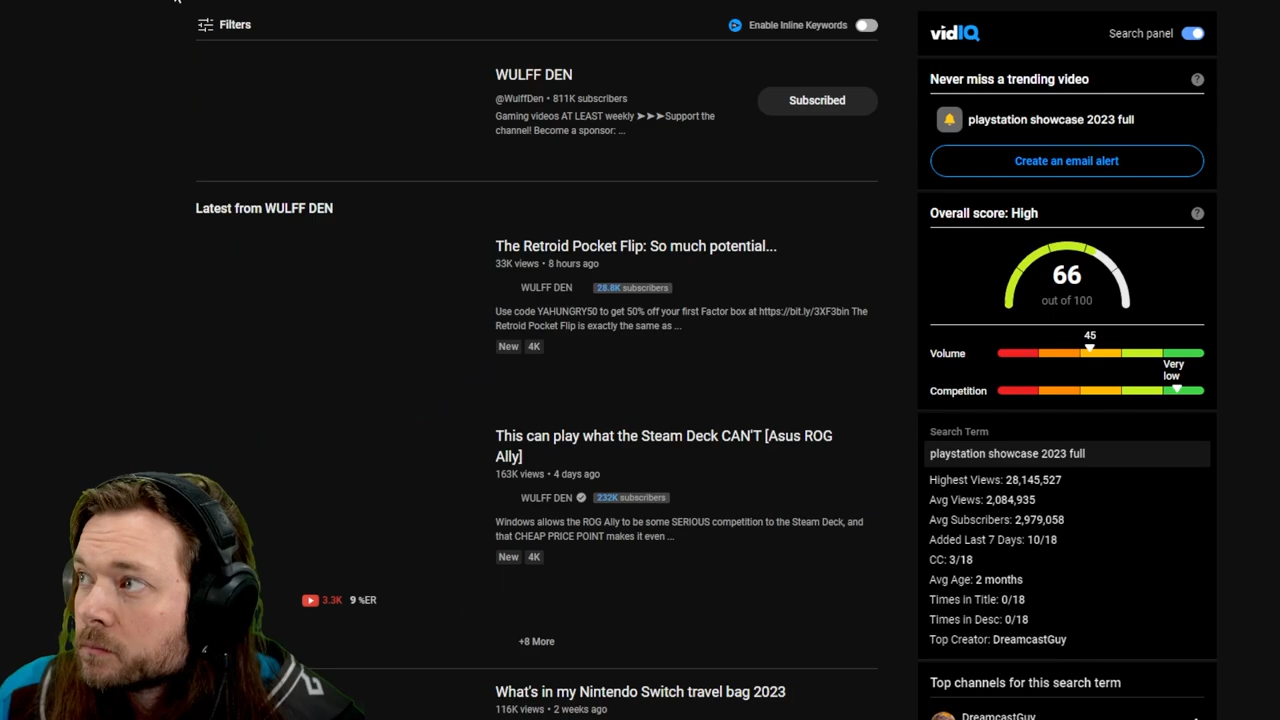 Filters
Enable Inline Keywords
WULFF DEN
@WulffDen • 811K subscribers
Gaming videos AT LEAST weekly ➤➤➤Support the
channel! Become a sponsor: ...
Subscribed
Latest from WULFF DEN
The Retroid Pocket Flip: So much potential...
33K views • 8 hours ago
WULFF DEN 28.8K subscribers
Use code YAHUNGRY50 to get 50% off your first Factor box at https://bit.ly/3XF3bin The
Retroid Pocket Flip is exactly the same as ...
New 4K
This can play what the Steam Deck CAN'T [Asus ROG
Ally]
163K views • 4 days ago
WULFF DEN 232K subscribers
Windows allows the ROG Ally to be some SERIOUS competition to the Steam Deck, and
that CHEAP PRICE POINT makes it even ...
New 4K
3.3K 9 %ER
+8 More
What's in my Nintendo Switch travel bag 2023
116K views • 2 weeks ago
vidIQ Search panel
Never miss a trending video ?
playstation showcase 2023 full
Create an email alert
Overall score: High ?
66
out of 100
45
Volume
Very
low
Competition
Search Term
playstation showcase 2023 full
Highest Views: 28,145,527
Avg Views: 2,084,935
Avg Subscribers: 2,979,058
Added Last 7 Days: 10/18
CC: 3/18
Avg Age: 2 months
Times in Title: 0/18
Times in Desc: 0/18
Top Creator: DreamcastGuy
Top channels for this search term
DreamcastGuy